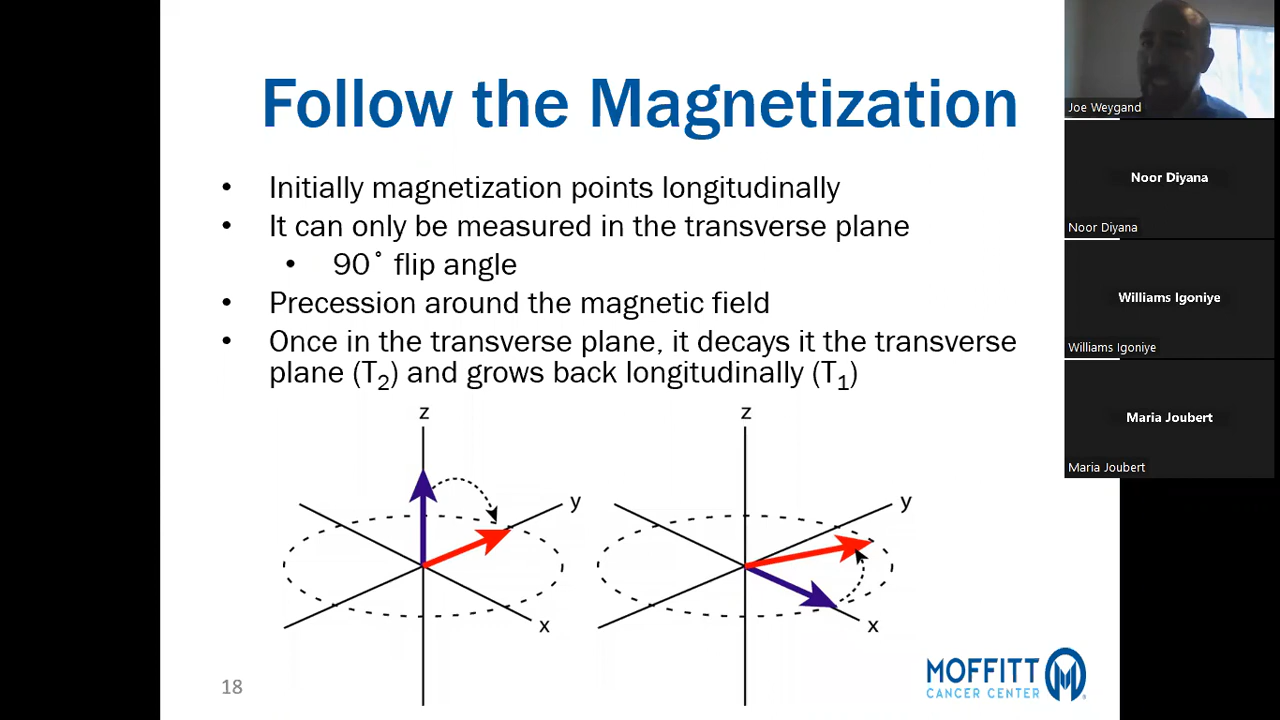 Follow the Magnetization
• Initially magnetization points longitudinally
• It can only be measured in the transverse plane
• 90˚ flip angle
• Precession around the magnetic field
• Once in the transverse plane, it decays it the transverse
plane (T2) and grows back longitudinally (T1)
z
y
x
z
y
x
18
MOFFITT
CANCER CENTER
Joe Weygand
Noor Diyana
Noor Diyana
Williams Igoniye
Williams Igoniye
Maria Joubert
Maria Joubert